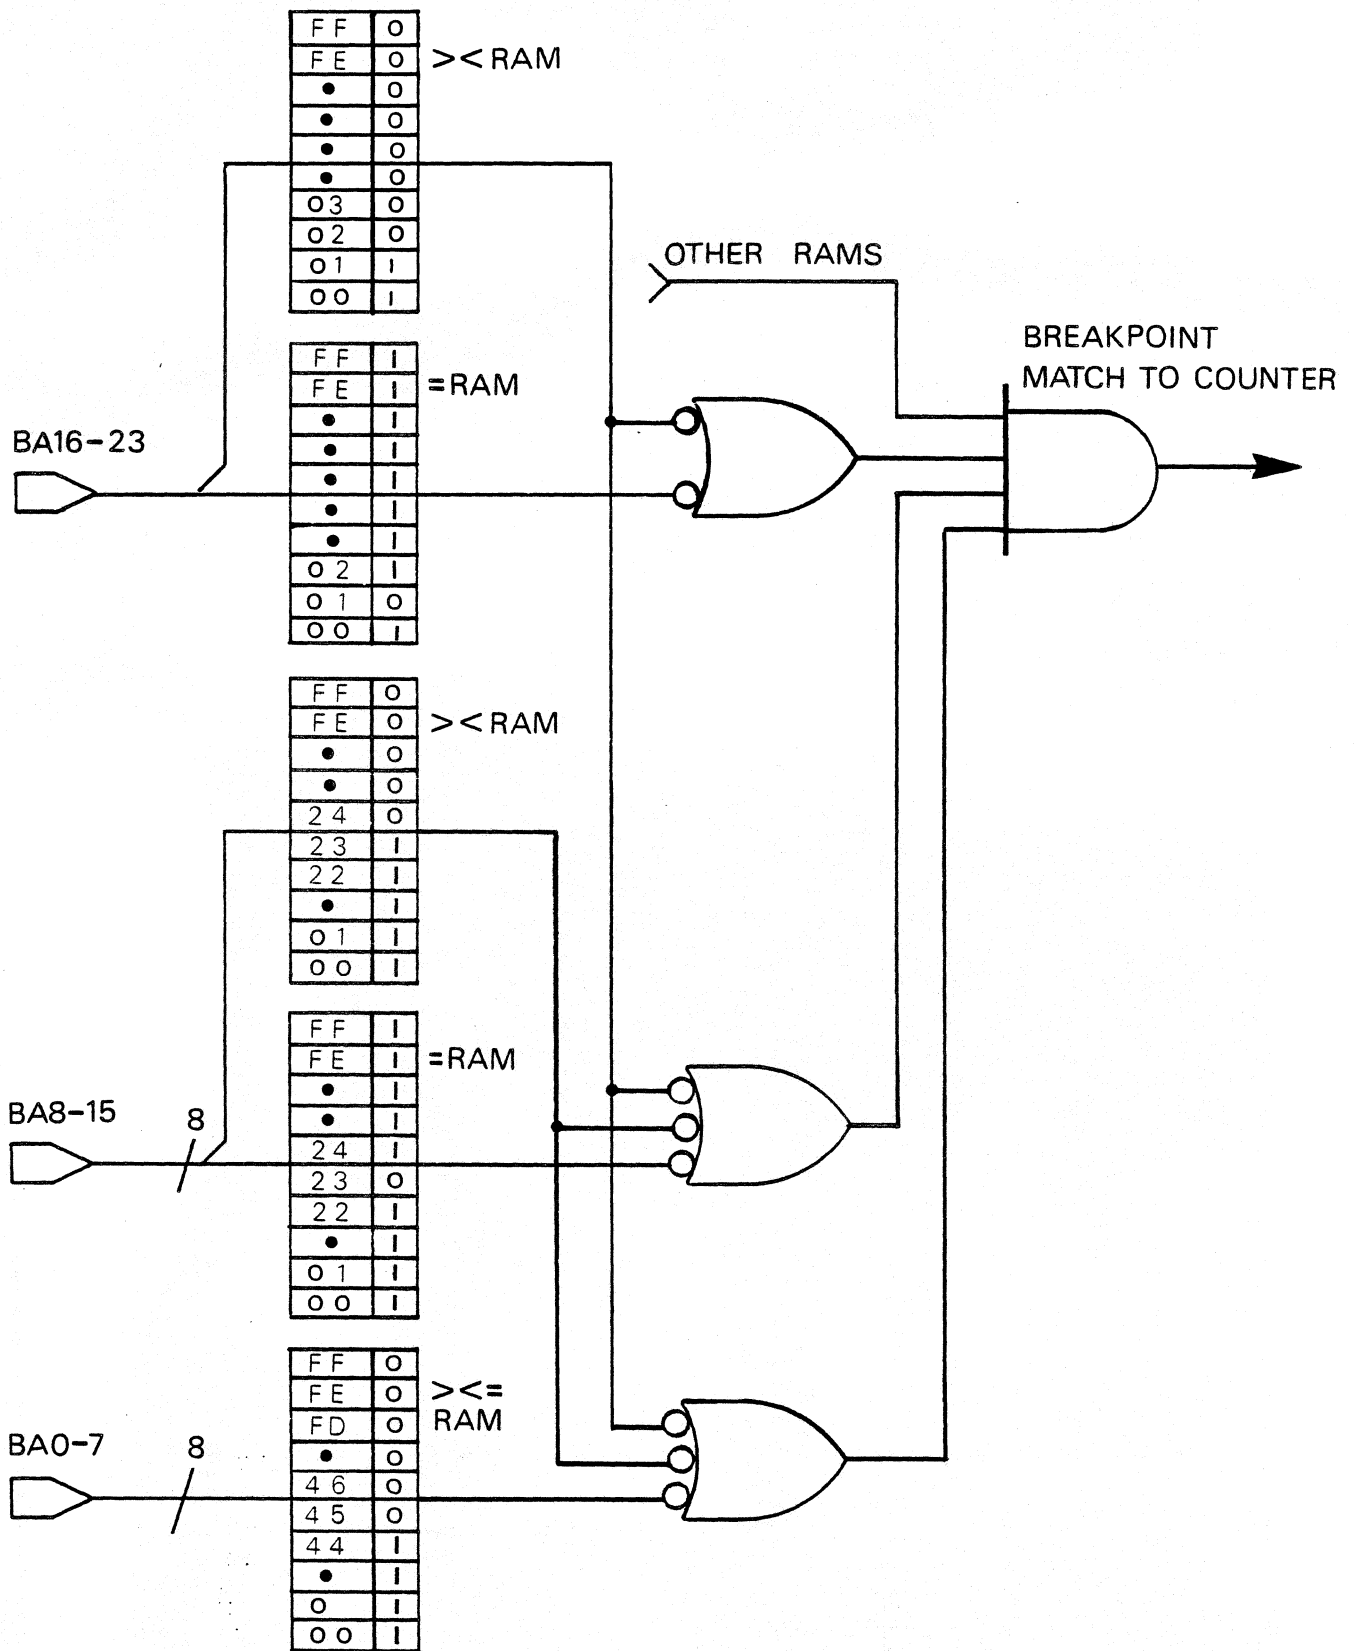 FF 0
FE 0 ><RAM
• 0
• 0
• 0
• 0
03 0
02 0
01 1
00 1
OTHER RAMS
BREAKPOINT
MATCH TO COUNTER
FF 1
FE 1 =RAM
• 1
• 1
• 1
• 1
• 1
02 1
01 0
00 1
BA16-23
FF 0
FE 0 ><RAM
• 0
• 0
24 0
23 1
22 1
• 1
01 1
00 1
FF 1
FE 1 =RAM
• 1
• 1
24 1
23 0
22 1
• 1
01 1
00 1
BA8-15 8
FF 0
FE 0 ><=
FD 0 RAM
• 0
46 0
45 0
44 1
• 1
0 1
00 1
BA0-7 8